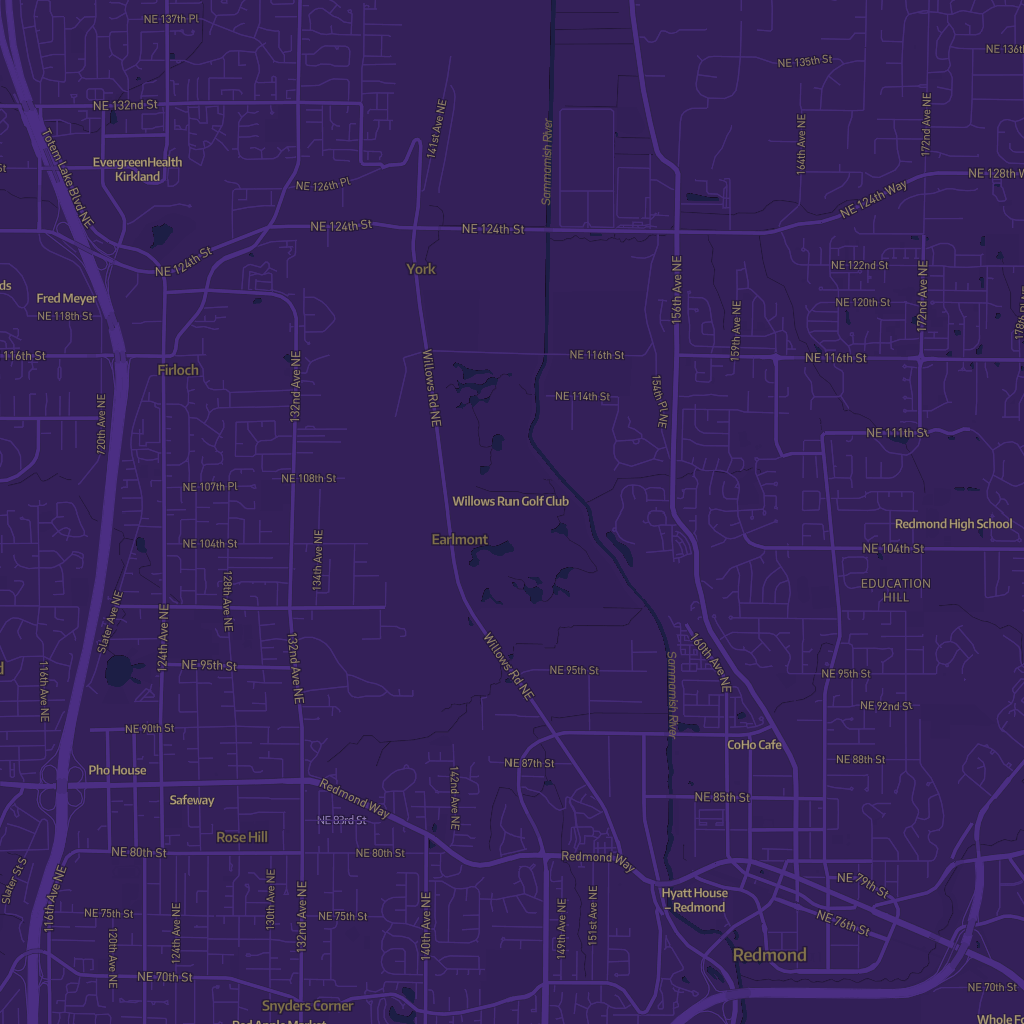 NE 137th Pl
NE 136th
NE 135th St
NE 132nd St
141st Ave NE
164th Ave NE
172nd Ave NE
Totem Lake Blvd NE
EvergreenHealth
Kirkland
St
Sammamish River
NE 126th Pl
NE 128th W
NE 124th Way
NE 124th St
NE 124th St
NE 124th St
York
NE 122nd St
156th Ave NE
172nd Ave NE
ds
Fred Meyer
NE 118th St
NE 120th St
159th Ave NE
178th Pl NE
116th St
NE 116th St
NE 116th St
Firloch
132nd Ave NE
Willows Rd NE
154th Pl NE
NE 114th St
120th Ave NE
NE 111th St
NE 107th Pl
NE 108th St
Willows Run Golf Club
Redmond High School
Earlmont
NE 104th St
134th Ave NE
NE 104th St
EDUCATION
HILL
128th Ave NE
Slater Ave NE
124th Ave NE
132nd Ave NE
Willows Rd NE
160th Ave NE
Sammamish River
d
116th Ave NE
NE 95th St
NE 95th St
NE 95th St
NE 92nd St
NE 90th St
CoHo Cafe
NE 87th St
NE 88th St
Pho House
142nd Ave NE
Safeway
Redmond Way
NE 85th St
NE 83rd St
Rose Hill
NE 80th St
NE 80th St
Redmond Way
Slater St S
NE 79th St
116th Ave NE
130th Ave NE
132nd Ave NE
140th Ave NE
149th Ave NE
151st Ave NE
Hyatt House
– Redmond
NE 75th St
124th Ave NE
NE 75th St
NE 76th St
120th Ave NE
Redmond
NE 70th St
NE 70th St
Snyders Corner
Red Apple Market
Whole Fo